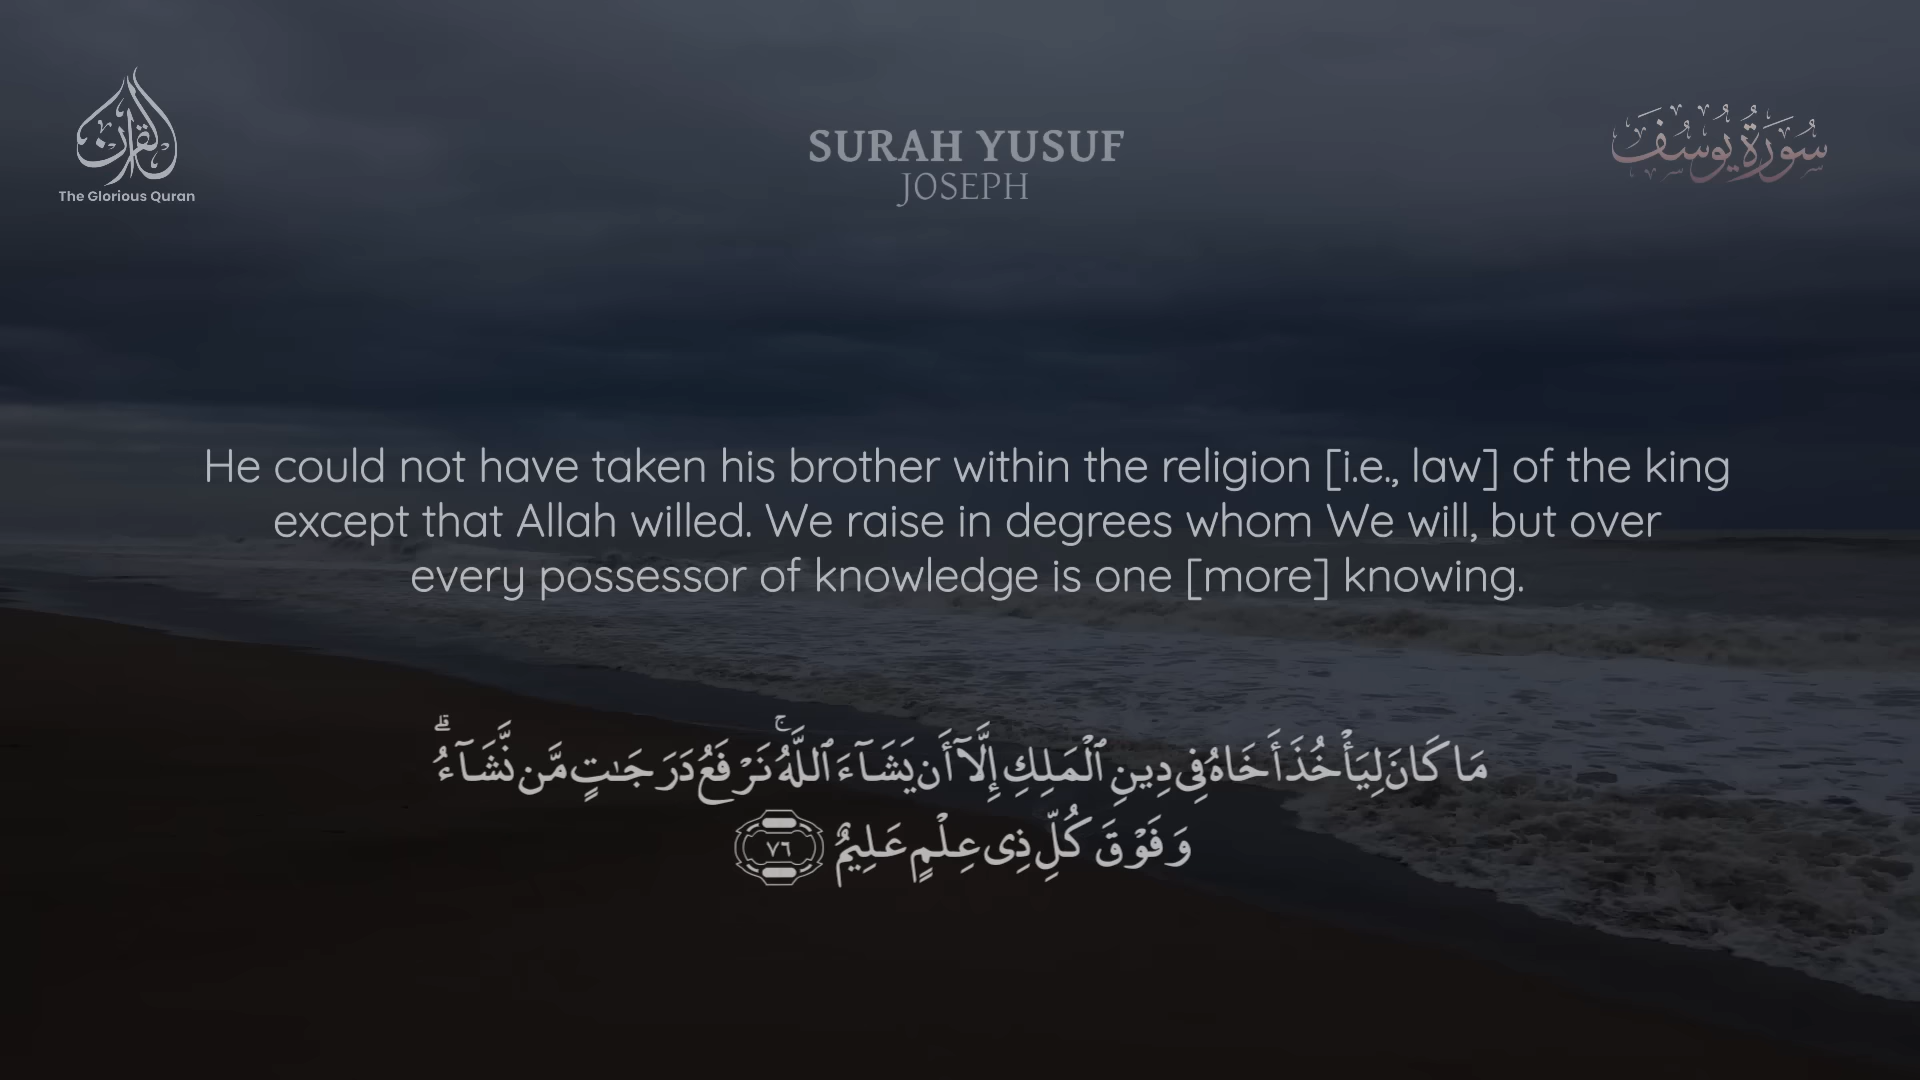 القرآن
The Glorious Quran
SURAH YUSUF
JOSEPH
سُورَةُ يُوسُفَ
He could not have taken his brother within the religion [i.e., law] of the king
except that Allah willed. We raise in degrees whom We will, but over
every possessor of knowledge is one [more] knowing.
مَا كَانَ لِيَأْخُذَ أَخَاهُ فِى دِينِ ٱلْمَلِكِ إِلَّآ أَن يَشَآءَ ٱللَّهُ ۚ نَرْفَعُ دَرَجَـٰتٍ مَّن نَّشَآءُ ۗ
وَفَوْقَ كُلِّ ذِى عِلْمٍ عَلِيمٌ ٧٦